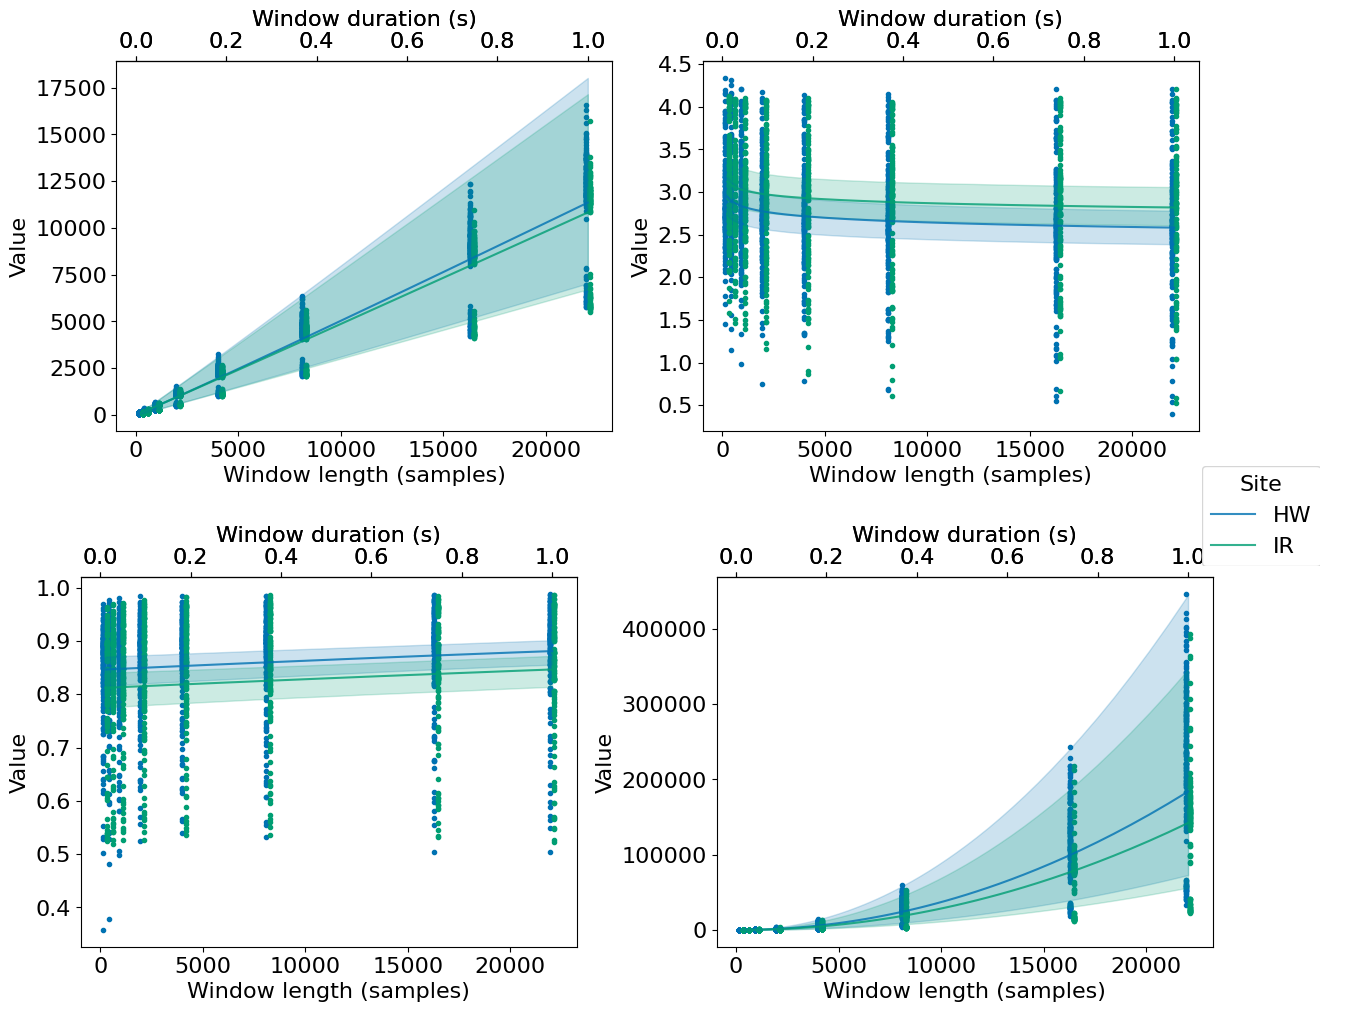 Window duration (s)
0.0 0.2 0.4 0.6 0.8 1.0
17500
15000
12500
10000
7500
5000
2500
0
Value
0 5000 10000 15000 20000
Window length (samples)
Window duration (s)
0.0 0.2 0.4 0.6 0.8 1.0
4.5
4.0
3.5
3.0
2.5
2.0
1.5
1.0
0.5
Value
0 5000 10000 15000 20000
Window length (samples)
Site
HW
IR
Window duration (s)
0.0 0.2 0.4 0.6 0.8 1.0
1.0
0.9
0.8
0.7
0.6
0.5
0.4
Value
0 5000 10000 15000 20000
Window length (samples)
Window duration (s)
0.0 0.2 0.4 0.6 0.8 1.0
400000
300000
200000
100000
0
Value
0 5000 10000 15000 20000
Window length (samples)